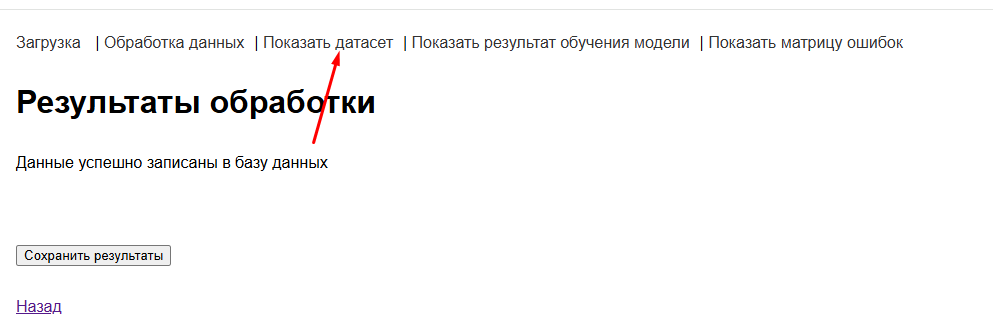 Загрузка | Обработка данных | Показать датасет | Показать результат обучения модели | Показать матрицу ошибок
Результаты обработки
Данные успешно записаны в базу данных
Сохранить результаты
Назад